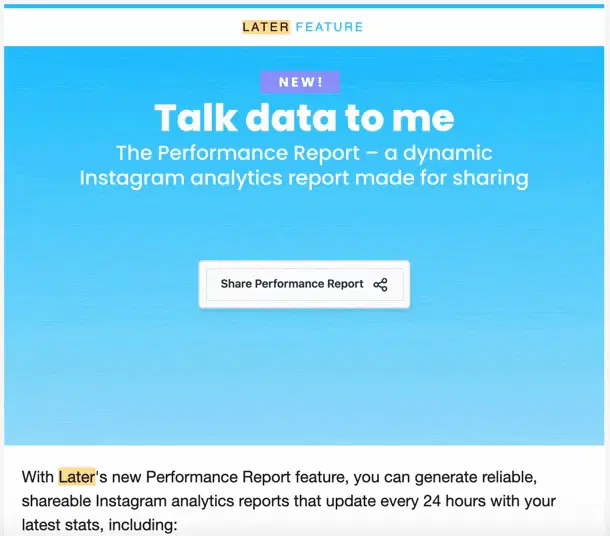 LATER FEATURE
NEW!
Talk data to me
The Performance Report – a dynamic
Instagram analytics report made for sharing
Share Performance Report
With Later's new Performance Report feature, you can generate reliable,
shareable Instagram analytics reports that update every 24 hours with your
latest stats, including: